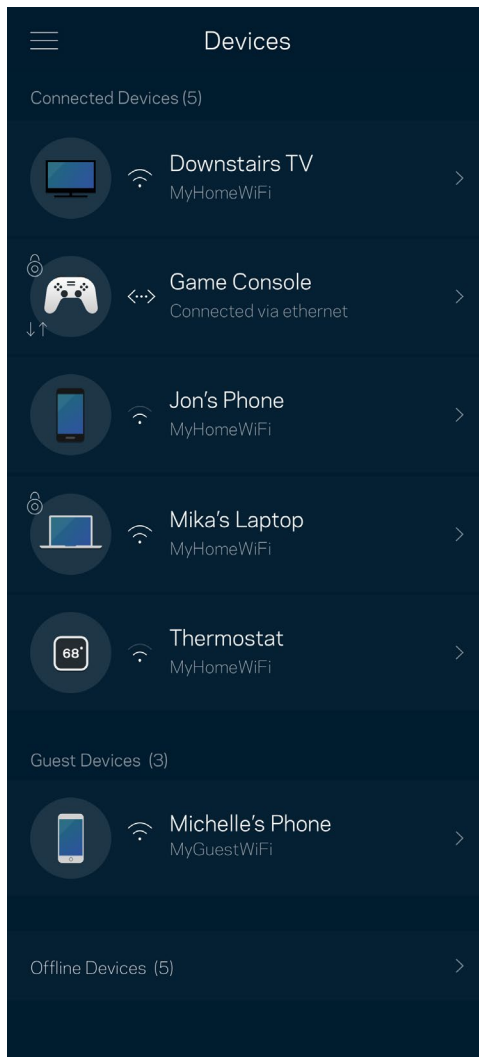 Devices
Connected Devices (5)
Downstairs TV
MyHomeWiFi
Game Console
Connected via ethernet
Jon's Phone
MyHomeWiFi
Mika's Laptop
MyHomeWiFi
68°
Thermostat
MyHomeWiFi
Guest Devices (3)
Michelle's Phone
MyGuestWiFi
Offline Devices (5)